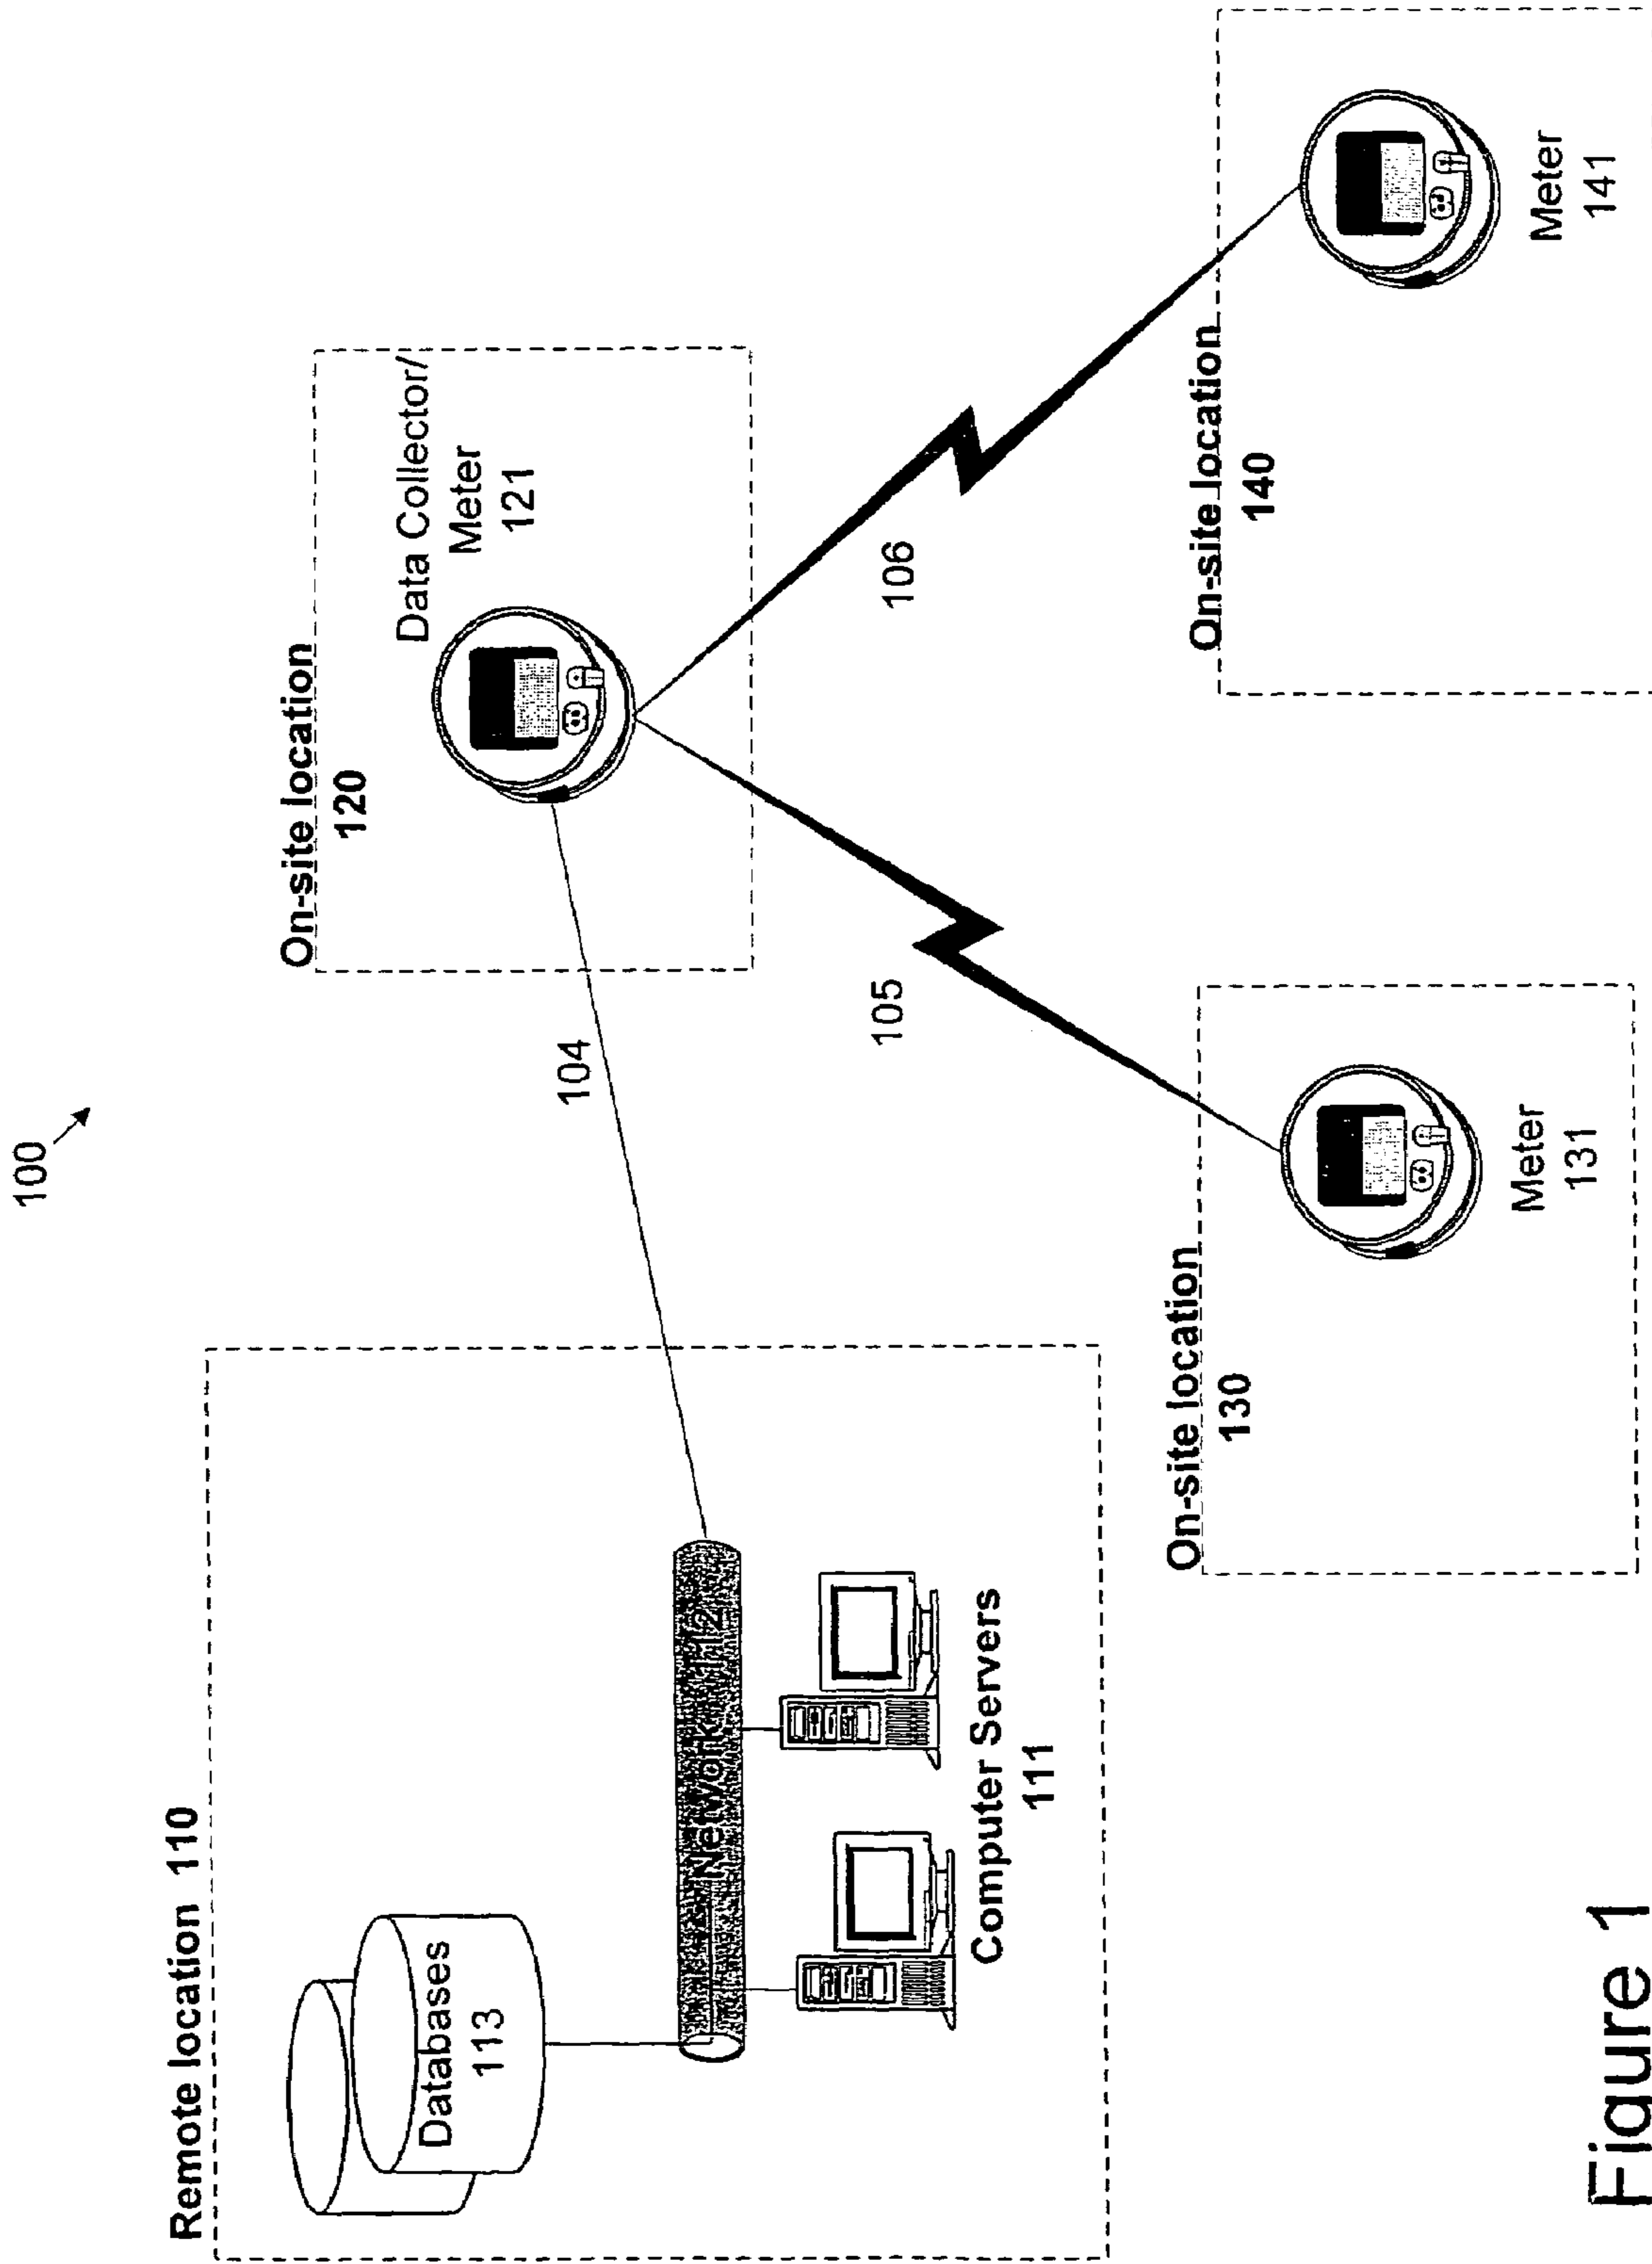 100
Remote location 110
Databases
113
Network 112
Computer Servers
111
104
On-site location
120
Data Collector/
Meter
121
105
106
On-site location
130
Meter
131
On-site location
140
Meter
141
Figure 1